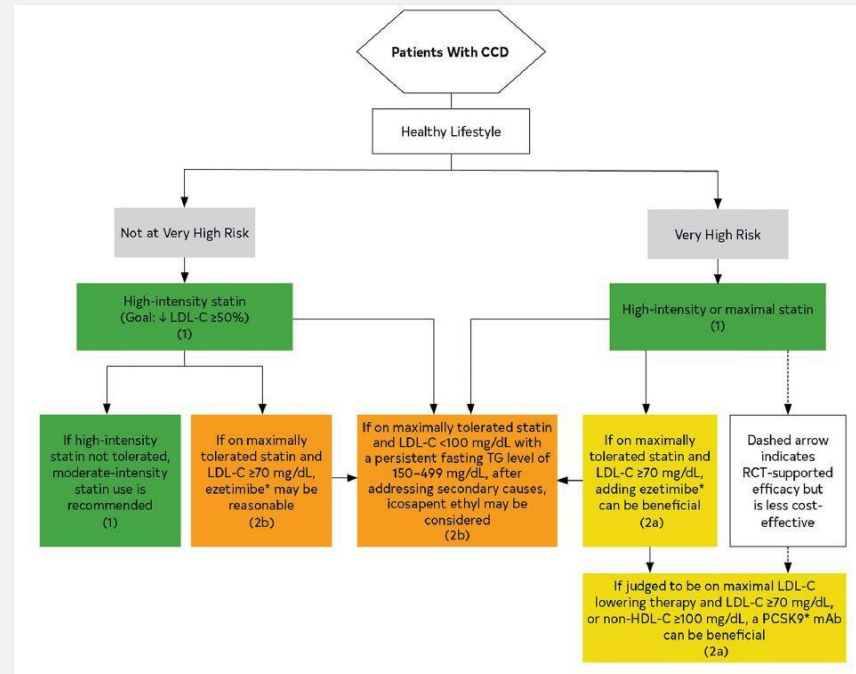 Patients With CCD
Healthy Lifestyle
Not at Very High Risk
Very High Risk
High-intensity statin
(Goal: ↓ LDL-C ≥50%)
(1)
High-intensity or maximal statin
(1)
If high-intensity
statin not tolerated,
moderate-intensity
statin use is
recommended
(1)
If on maximally
tolerated statin and
LDL-C ≥70 mg/dL,
ezetimibe* may be
reasonable
(2b)
If on maximally tolerated statin
and LDL-C <100 mg/dL with
a persistent fasting TG level of
150–499 mg/dL, after
addressing secondary causes,
icosapent ethyl may be
considered
(2b)
If on maximally
tolerated statin and
LDL-C ≥70 mg/dL,
adding ezetimibe*
can be beneficial
(2a)
Dashed arrow
indicates
RCT-supported
efficacy but
is less cost-
effective
If judged to be on maximal LDL-C
lowering therapy and LDL-C ≥70 mg/dL,
or non-HDL-C ≥100 mg/dL, a PCSK9* mAb
can be beneficial
(2a)